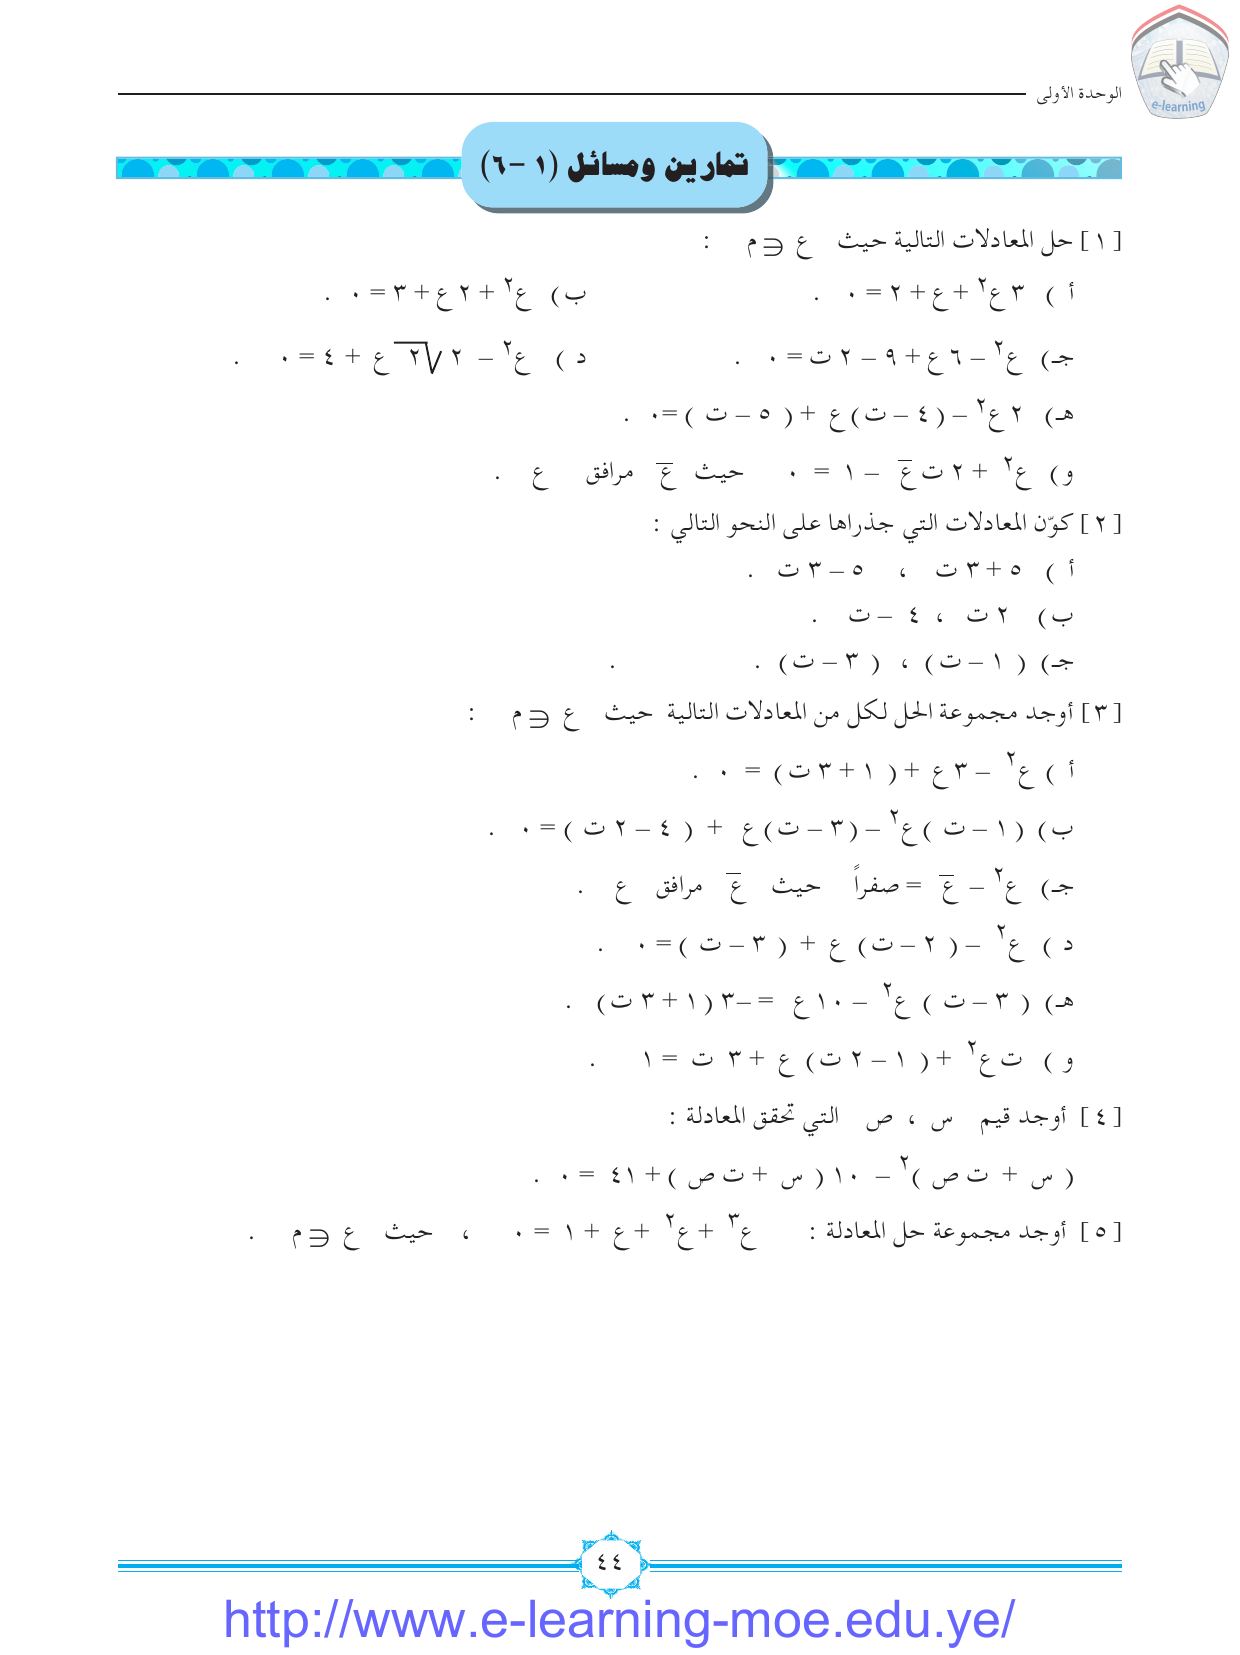 e-learning
الوحدة الأولى
تمارين ومسائل (١ - ٦)
[ ١ ] حل المعادلات التالية حيث ع ∈ م :
أ ) ٣ ع٢ + ع + ٢ = ٠ . ب) ع٢ + ٢ ع + ٣ = ٠ .
جـ) ع٢ – ٦ ع + ٩ – ٢ ت = ٠ . د ) ع٢ – ٢ √٢ ع + ٤ = ٠ .
هـ) ٢ ع٢ – (٤ – ت) ع + ( ٥ – ت ) = ٠ .
و) ع٢ + ٢ ت ع̅ – ١ = ٠ حيث ع̅ مرافق ع .
[ ٢ ] كوّن المعادلات التي جذراها على النحو التالي :
أ ) ٥ + ٣ ت ، ٥ – ٣ ت .
ب) ٢ ت ، ٤ – ت .
جـ) ( ١ – ت) ، ( ٣ – ت) . .
[ ٣ ] أوجد مجموعة الحل لكل من المعادلات التالية حيث ع ∈ م :
أ ) ع٢ – ٣ ع + ( ١ + ٣ ت) = ٠ .
ب) (١ – ت ) ع٢ – (٣ – ت) ع + ( ٤ – ٢ ت ) = ٠ .
جـ) ع٢ – ع̅ = صفراً حيث ع̅ مرافق ع .
د ) ع٢ – ( ٢ – ت) ع + ( ٣ – ت ) = ٠ .
هـ) ( ٣ – ت ) ع٢ – ١٠ ع = –٣ (١ + ٣ ت) .
و ) ت ع٢ + ( ١ – ٢ ت) ع + ٣ ت = ١ .
[ ٤ ] أوجد قيم س ، ص التي تحقق المعادلة :
( س + ت ص )٢ – ١٠ ( س + ت ص ) + ٤١ = ٠ .
[ ٥ ] أوجد مجموعة حل المعادلة : ع٣ + ع٢ + ع + ١ = ٠ ، حيث ع ∈ م .
٤٤
http://www.e-learning-moe.edu.ye/